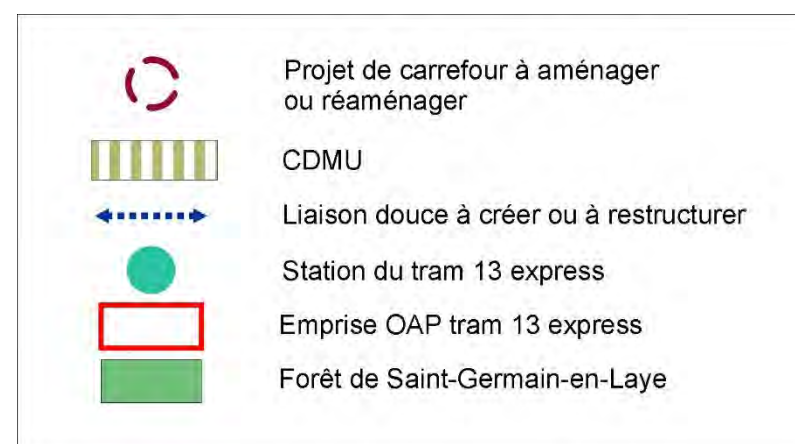 Projet de carrefour à aménager
ou réaménager
CDMU
Liaison douce à créer ou à restructurer
Station du tram 13 express
Emprise OAP tram 13 express
Forêt de Saint-Germain-en-Laye